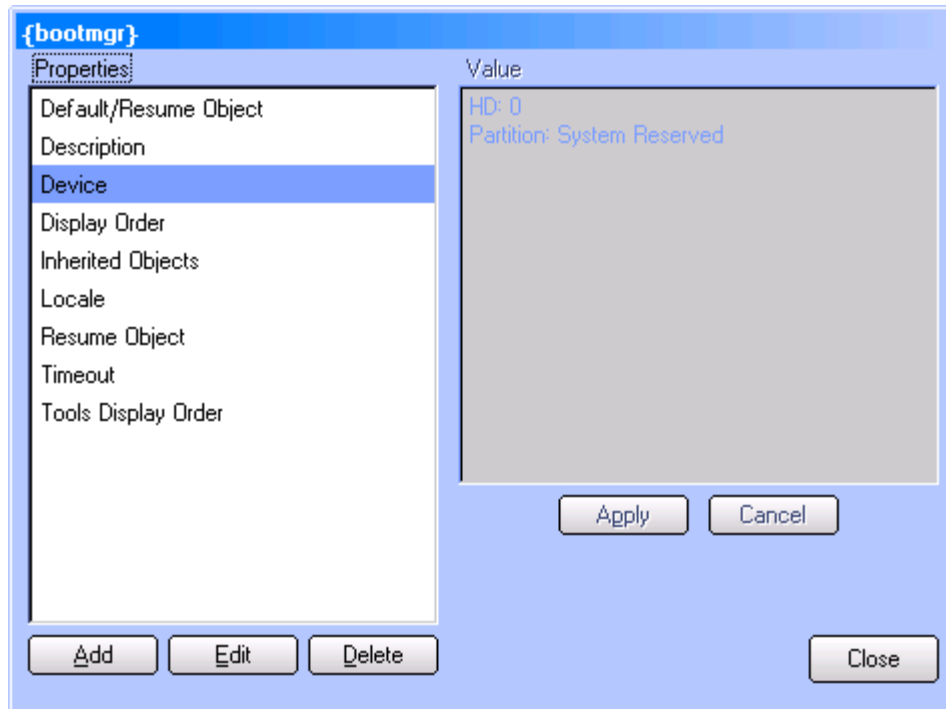 {bootmgr}
Properties
Default/Resume Object
Description
Device
Display Order
Inherited Objects
Locale
Resume Object
Timeout
Tools Display Order
Add
Edit
Delete
Value
HD: 0
Partition: System Reserved
Apply
Cancel
Close